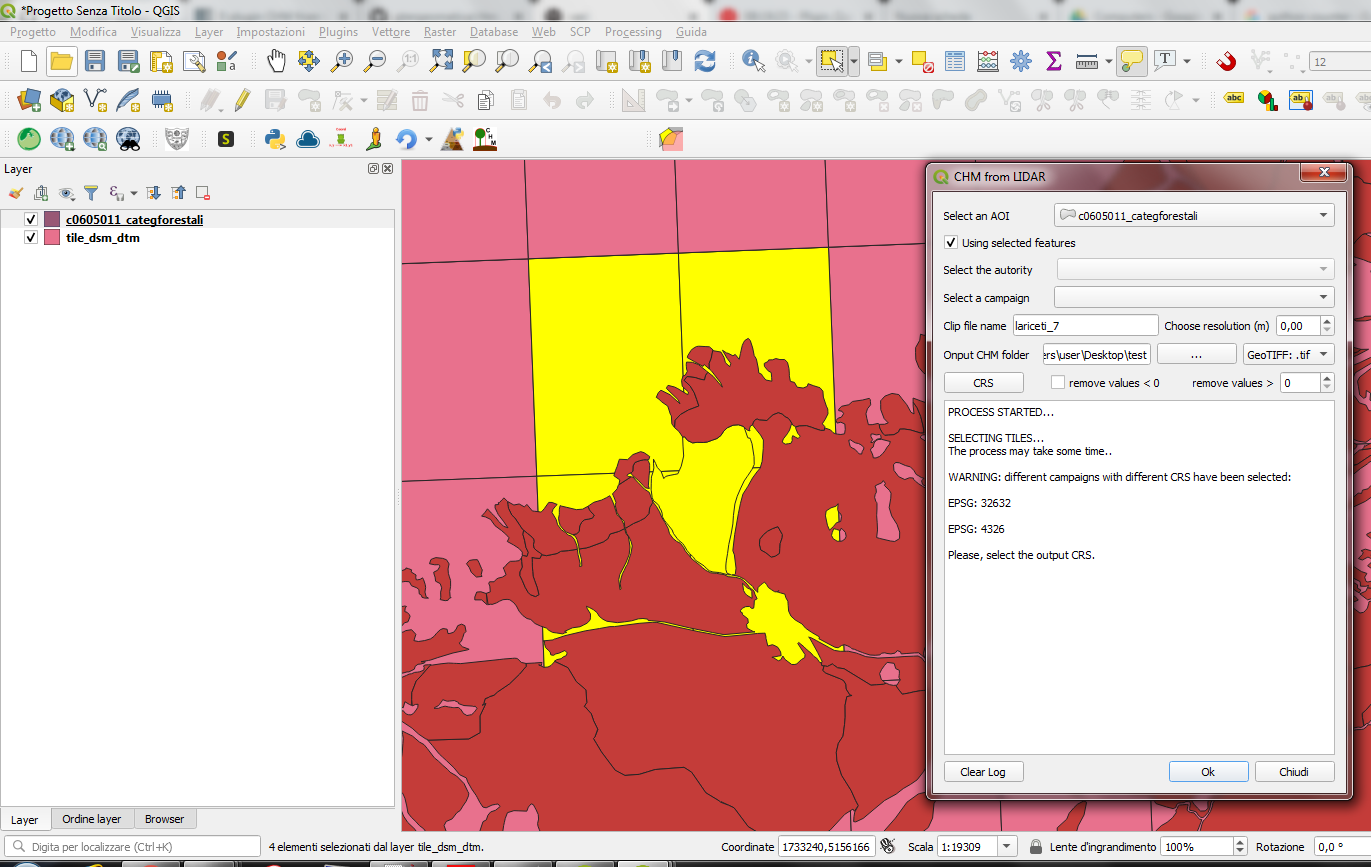 *Progetto Senza Titolo - QGIS
Progetto Modifica Visualizza Layer Impostazioni Plugins Vettore Raster Database Web SCP Processing Guida
1:1
T
12
abc
ab
S
C H M
Layer
c0605011_categforestali
tile_dsm_dtm
CHM from LIDAR
Select an AOI c0605011_categforestali
Using selected features
Select the autority
Select a campaign
Clip file name lariceti_7 Choose resolution (m) 0,00
Onput CHM folder ers\user\Desktop\test ... GeoTIFF: .tif
CRS remove values < 0 remove values > 0
PROCESS STARTED...
SELECTING TILES...
The process may take some time..
WARNING: different campaigns with different CRS have been selected:
EPSG: 32632
EPSG: 4326
Please, select the output CRS.
Clear Log Ok Chiudi
Layer Ordine layer Browser
Digita per localizzare (Ctrl+K) 4 elementi selezionati dal layer tile_dsm_dtm. Coordinate 1733240,5156166 Scala 1:19309 Lente d'ingrandimento 100% Rotazione 0,0 °